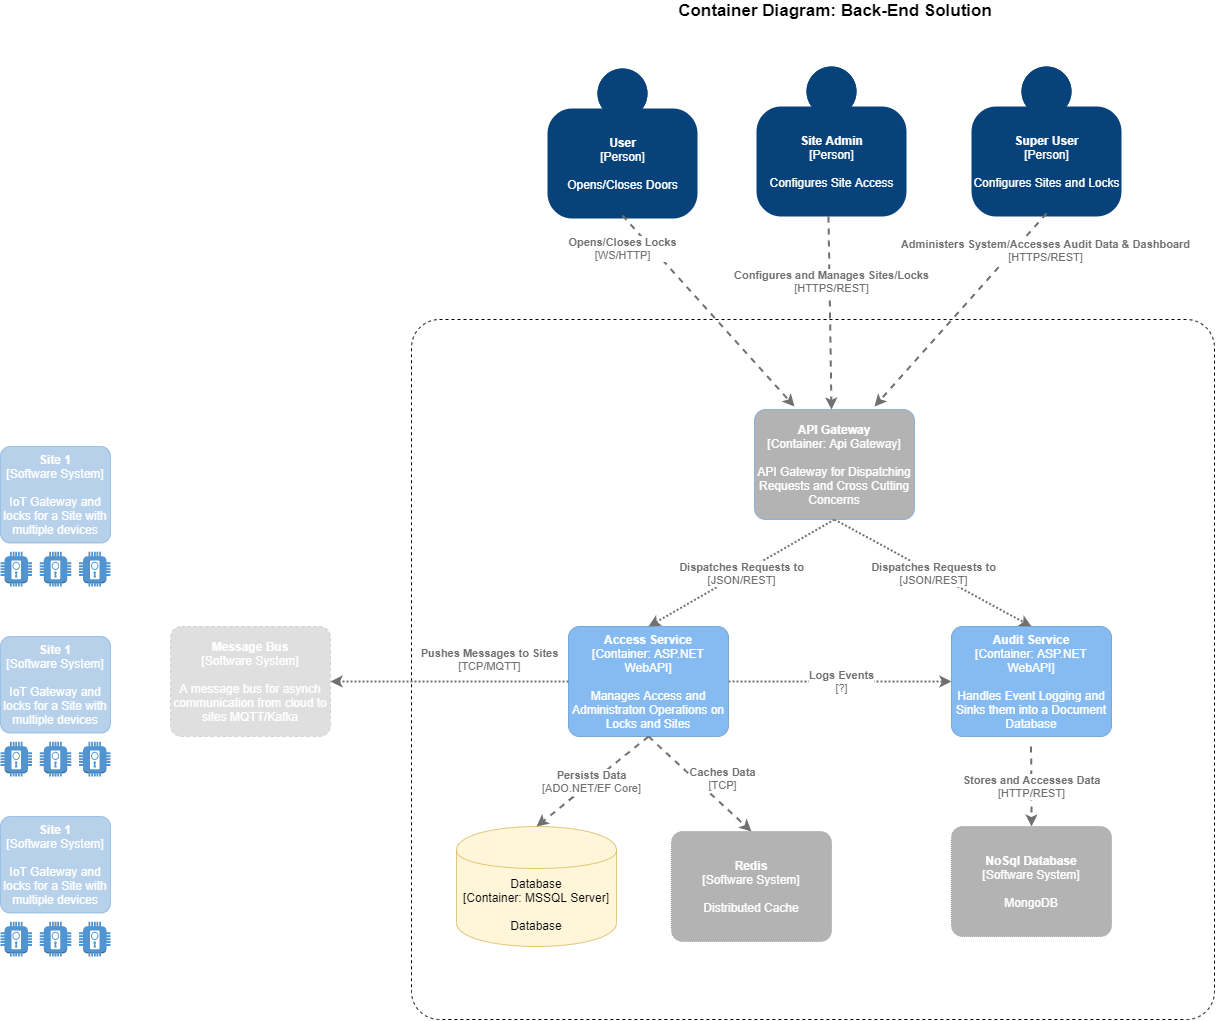 Container Diagram: Back-End Solution
User
[Person]
Opens/Closes Doors
Site Admin
[Person]
Configures Site Access
Super User
[Person]
Configures Sites and Locks
Opens/Closes Locks
[WS/HTTP]
Configures and Manages Sites/Locks
[HTTPS/REST]
Administers System/Accesses Audit Data & Dashboard
[HTTPS/REST]
API Gateway
[Container: Api Gateway]
API Gateway for Dispatching
Requests and Cross Cutting
Concerns
Site 1
[Software System]
IoT Gateway and
locks for a Site with
multiple devices
Dispatches Requests to
[JSON/REST]
Dispatches Requests to
[JSON/REST]
Site 1
[Software System]
IoT Gateway and
locks for a Site with
multiple devices
Message Bus
[Software System]
A message bus for asynch
communication from cloud to
sites MQTT/Kafka
Pushes Messages to Sites
[TCP/MQTT]
Access Service
[Container: ASP.NET
WebAPI]
Manages Access and
Administraton Operations on
Locks and Sites
Logs Events
[?]
Audit Service
[Container: ASP.NET
WebAPI]
Handles Event Logging and
Sinks them into a Document
Database
Persists Data
[ADO.NET/EF Core]
Caches Data
[TCP]
Stores and Accesses Data
[HTTP/REST]
Site 1
[Software System]
IoT Gateway and
locks for a Site with
multiple devices
Database
[Container: MSSQL Server]
Database
Redis
[Software System]
Distributed Cache
NoSql Database
[Software System]
MongoDB